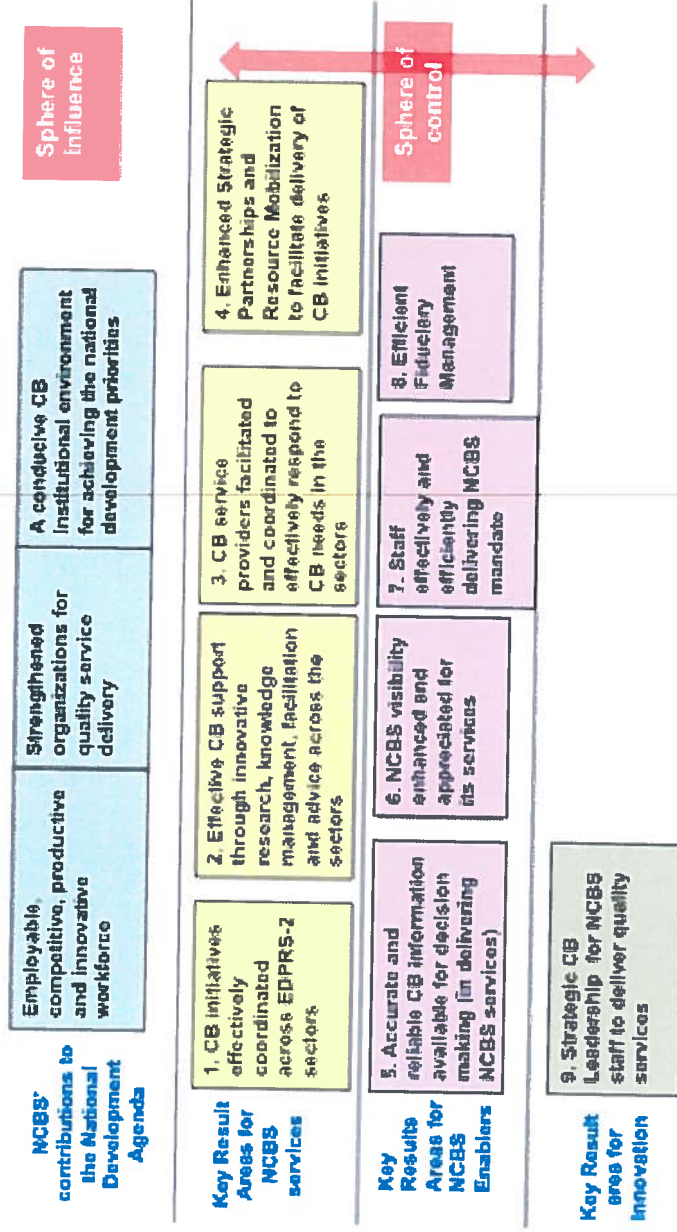 NCBS'
contributions to
the National
Development
Agenda
Employable,
competitive, productive
and innovative
workforce
Strengthened
organizations for
quality service
delivery
A conducive CB
Institutional environment
for achieving the national
development priorities
Sphere of
Influence
Key Result
Areas for
NCBS
services
1. CB initiatives
effectively
coordinated
across EDPRS-2
sectors
2. Effective CB support
through innovative
research, knowledge
management, facilitation
and advice across the
sectors
3. CB service
providers facilitated
and coordinated to
effectively respond to
CB needs in the
sectors
4. Enhanced Strategic
Partnerships and
Resource Mobilization
to facilitate delivery of
CB initiatives
Key
Results
Areas for
NCBS
Enablers
5. Accurate and
reliable CB information
available for decision
making (in delivering
NCBS services)
6. NCBS visibility
enhanced and
appreciated for
its services
7. Staff
effectively and
efficiently
delivering NCBS
mandate
8. Efficient
Fiduciary
Management
Sphere of
control
Key Result
area for
Innovation
9. Strategic CB
Leadership for NCBS
staff to deliver quality
services